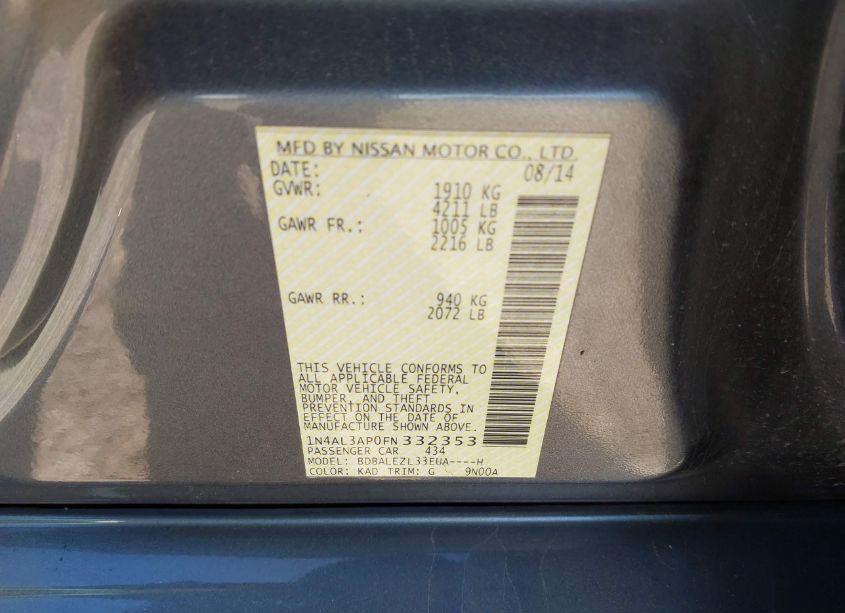 MFD BY NISSAN MOTOR CO., LTD.
DATE: 08/14
GVWR: 1910 KG
4211 LB
GAWR FR.: 1005 KG
2216 LB
GAWR RR.: 940 KG
2072 LB
THIS VEHICLE CONFORMS TO
ALL APPLICABLE FEDERAL
MOTOR VEHICLE SAFETY,
BUMPER, AND THEFT
PREVENTION STANDARDS IN
EFFECT ON THE DATE OF
MANUFACTURE SHOWN ABOVE.
1N4AL3AP0FN332353
PASSENGER CAR 434
MODEL: BDBALEZL33EUA----H
COLOR: KAD TRIM: G 9N00A